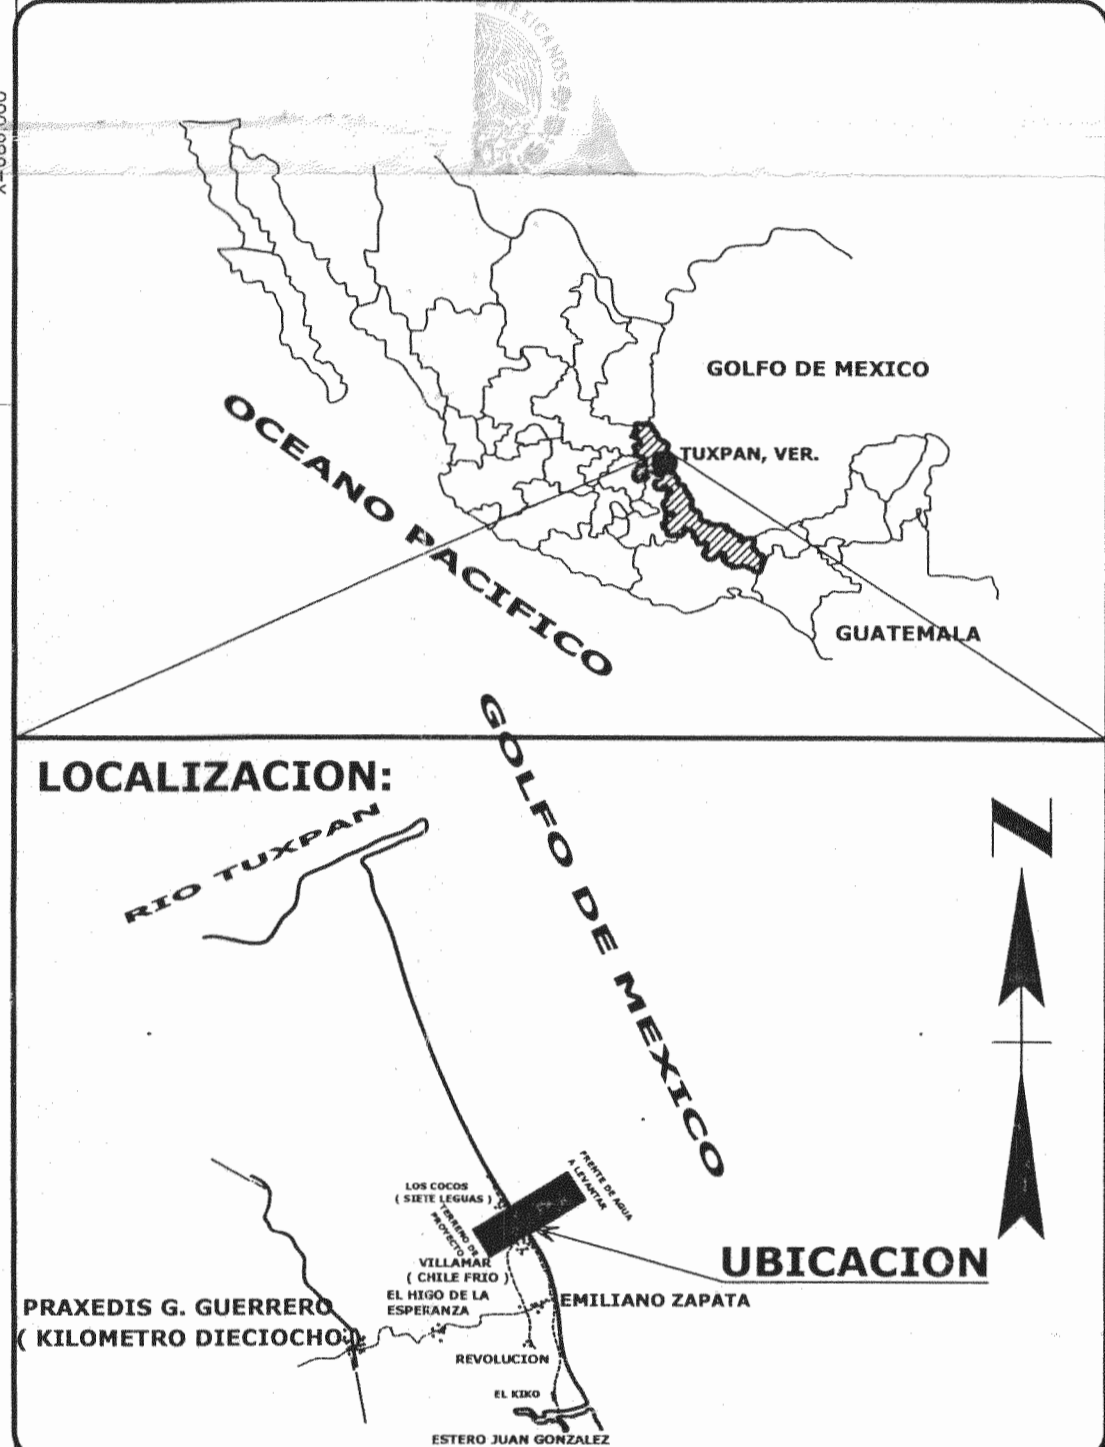 MEXICANOS
GOLFO DE MEXICO
TUXPAN, VER.
OCEANO PACIFICO
GUATEMALA
LOCALIZACION:
RIO TUXPAN
GOLFO DE MEXICO
N
FRENTE DE AGUA
A LEVANTAR
LOS COCOS
( SIETE LEGUAS )
TERRENO DE
PROYECTO
VILLAMAR
( CHILE FRIO )
UBICACION
EL HIGO DE LA
ESPERANZA
EMILIANO ZAPATA
PRAXEDIS G. GUERRERO
( KILOMETRO DIECIOCHO )
REVOLUCION
EL KIKO
ESTERO JUAN GONZALEZ